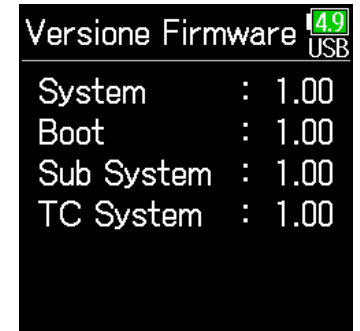 Versione Firmware 4.9
USB
System : 1.00
Boot : 1.00
Sub System : 1.00
TC System : 1.00